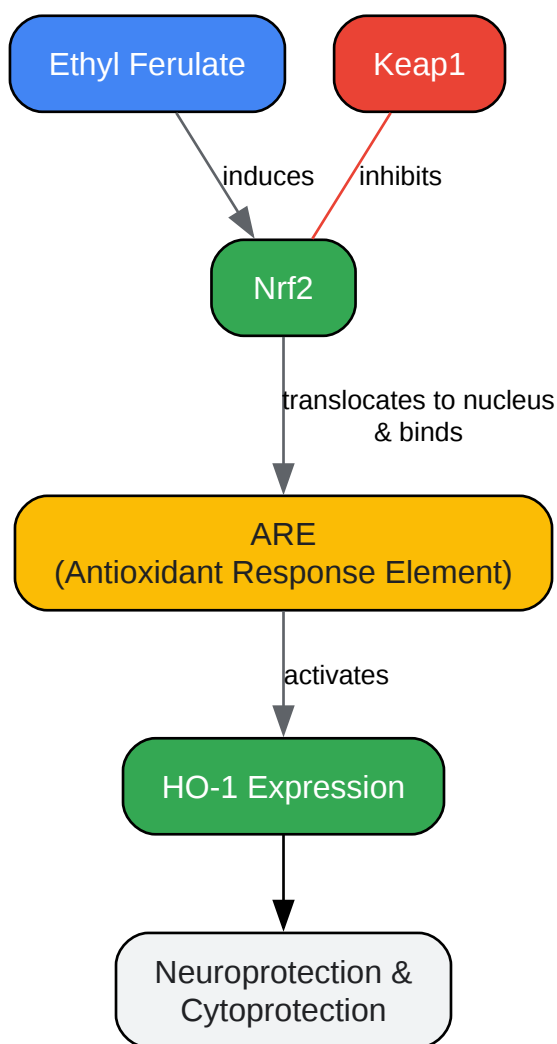 Ethyl Ferulate
Keap1
induces
inhibits
Nrf2
translocates to nucleus
& binds
ARE
(Antioxidant Response Element)
activates
HO-1 Expression
Neuroprotection &
Cytoprotection